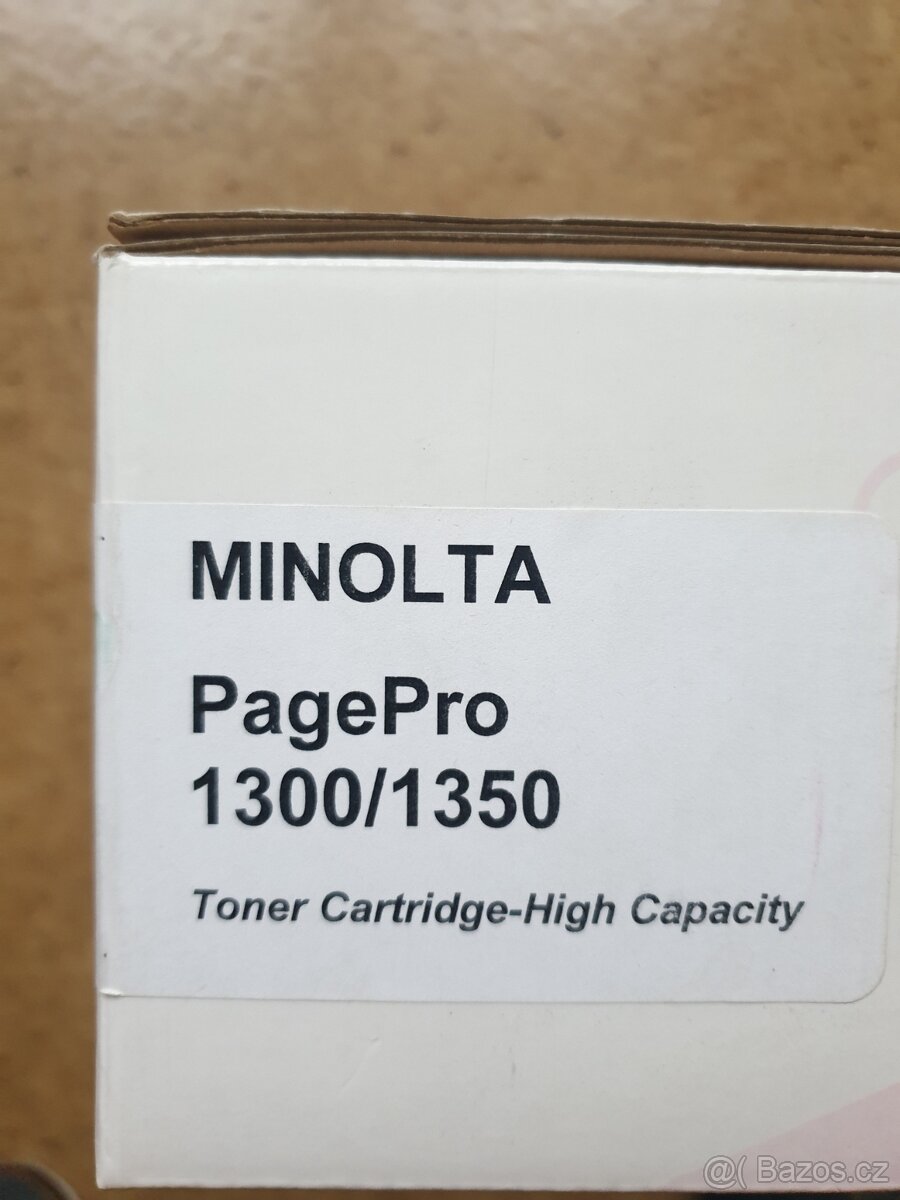 MINOLTA
PagePro
1300/1350
Toner Cartridge-High Capacity
@( Bazos.cz